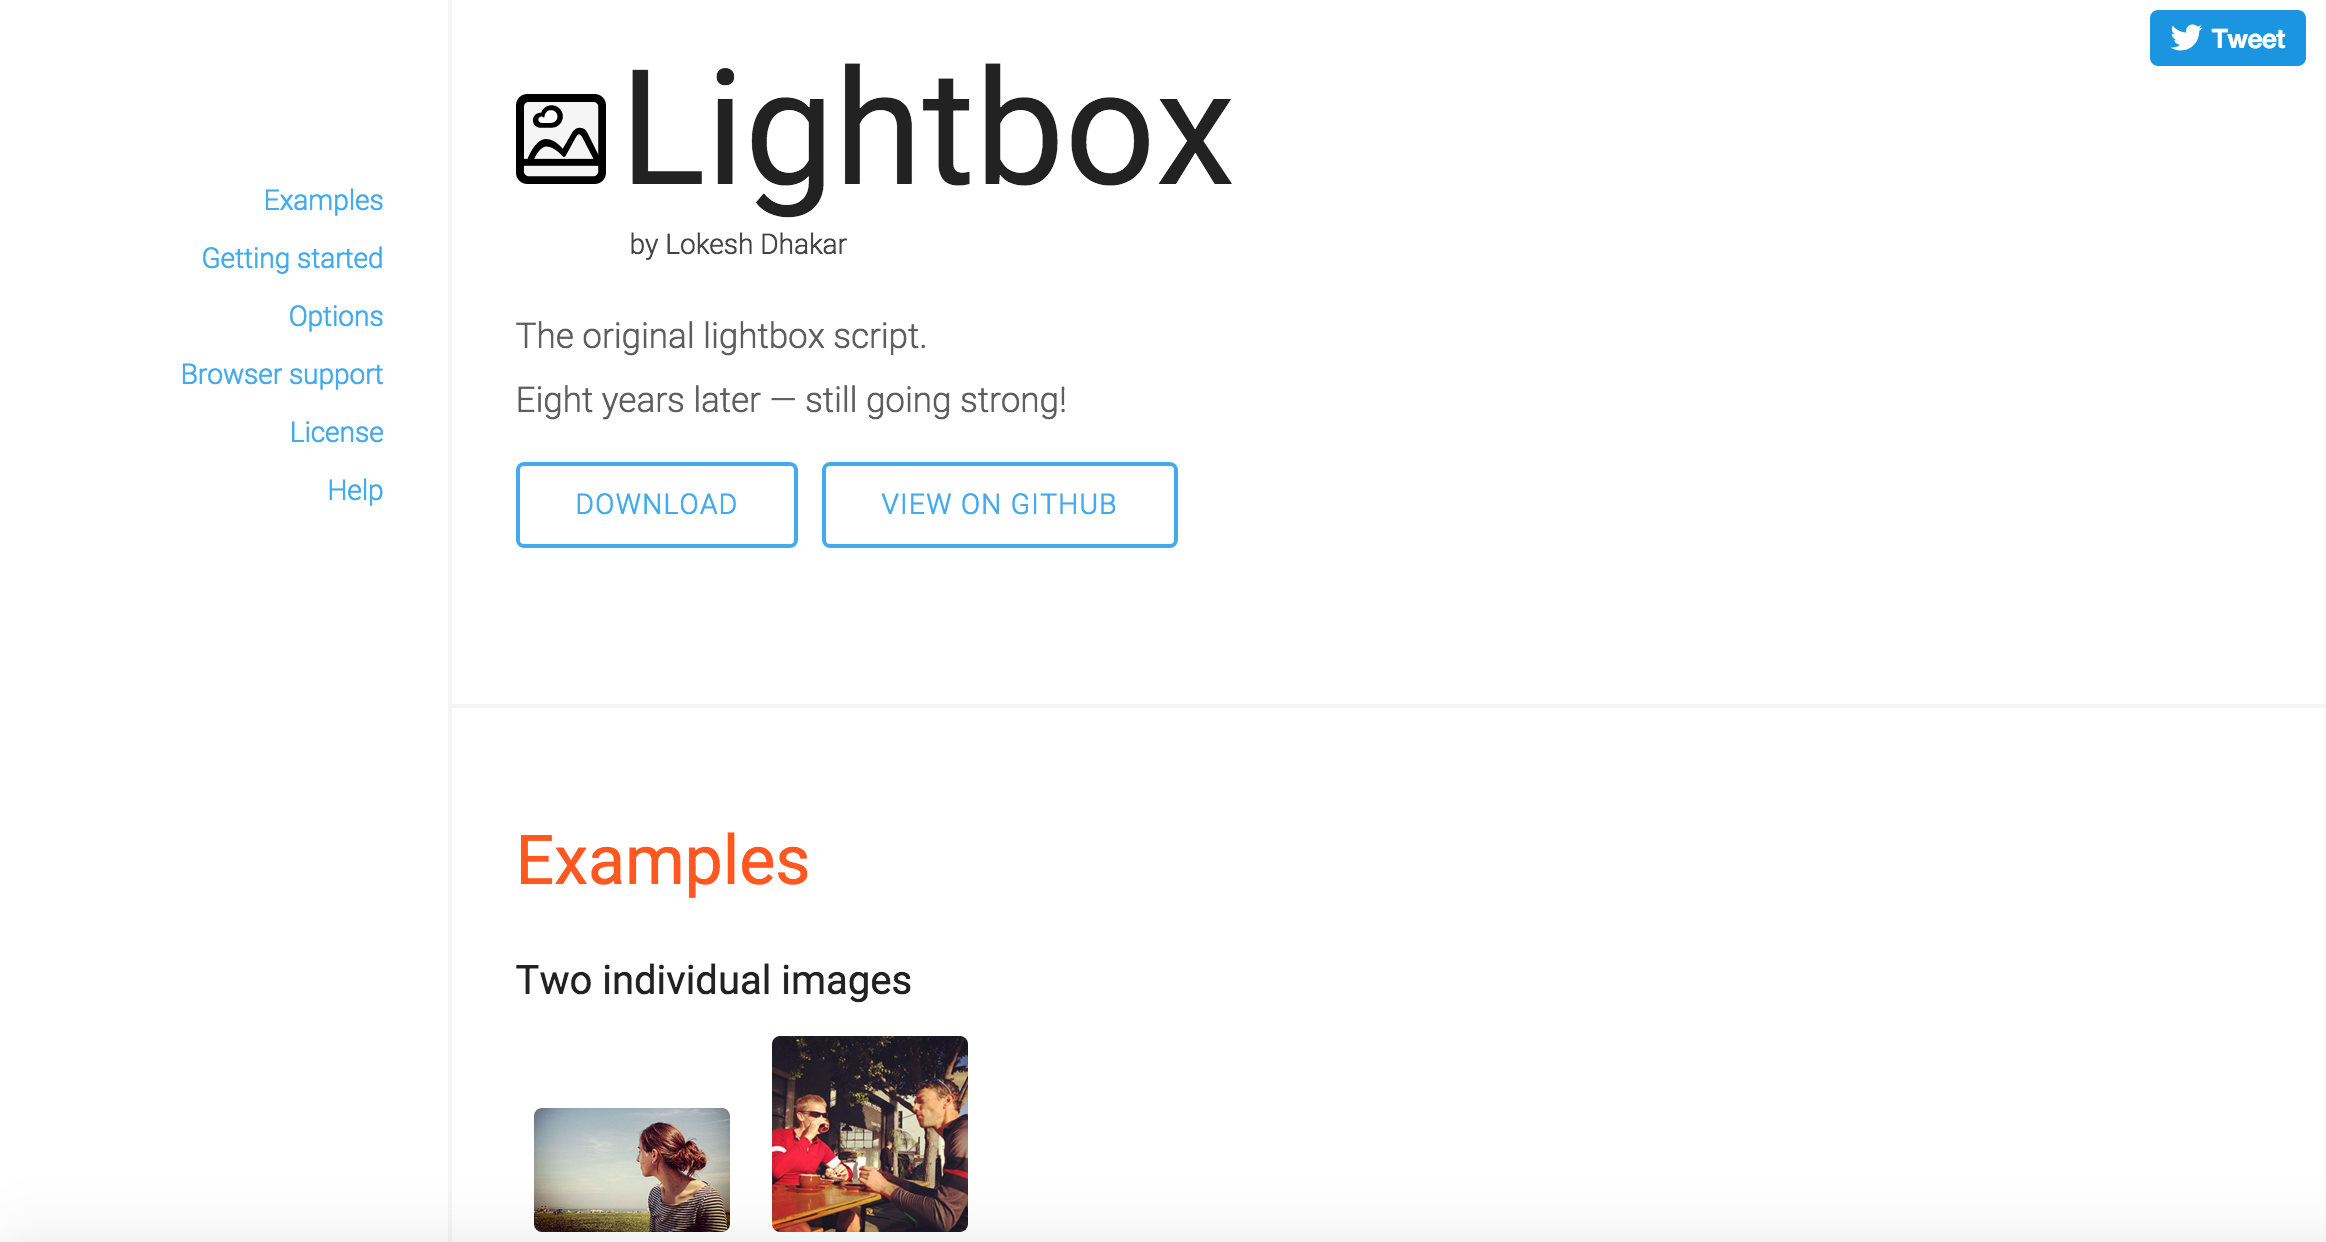 Tweet
Lightbox
by Lokesh Dhakar
Examples
Getting started
Options
Browser support
License
Help
The original lightbox script.
Eight years later — still going strong!
DOWNLOAD
VIEW ON GITHUB
Examples
Two individual images